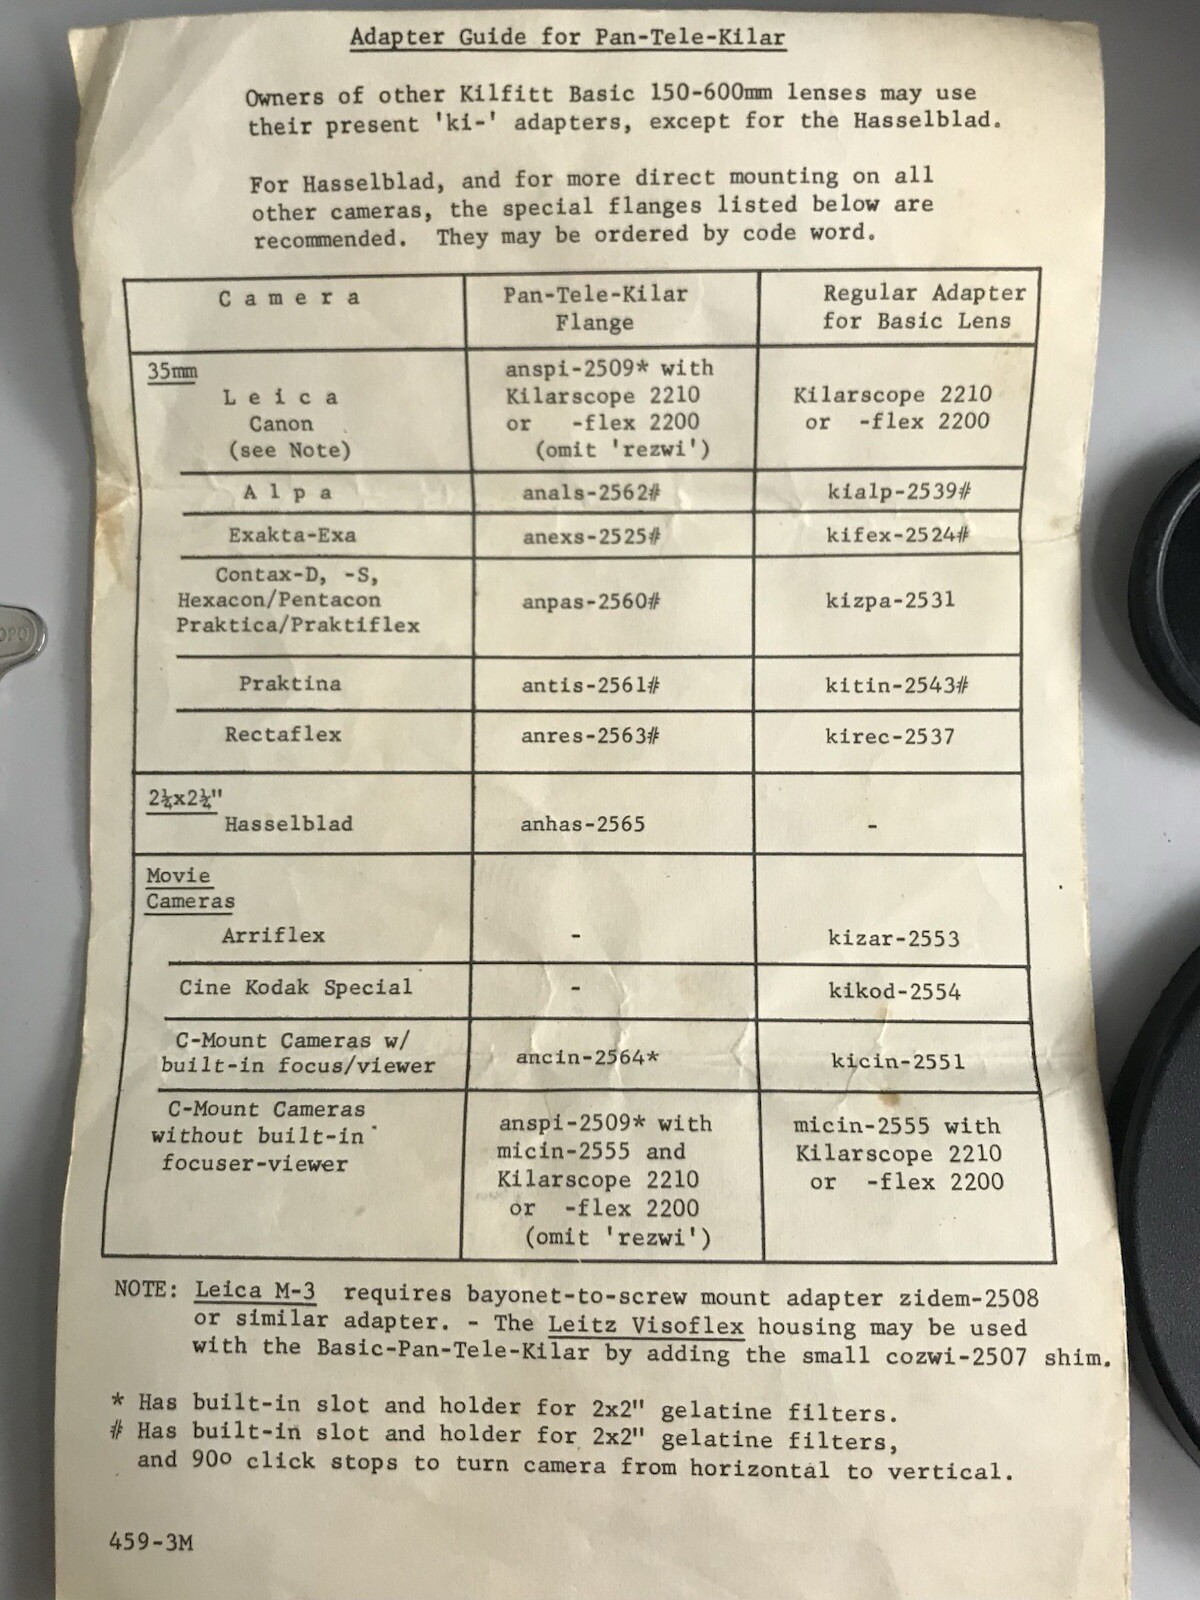 Adapter Guide for Pan-Tele-Kilar
Owners of other Kilfitt Basic 150-600mm lenses may use
their present 'ki-' adapters, except for the Hasselblad.
For Hasselblad, and for more direct mounting on all
other cameras, the special flanges listed below are
recommended. They may be ordered by code word.
Camera
Pan-Tele-Kilar
Flange
Regular Adapter
for Basic Lens
35mm
Leica
Canon
(see Note)
anspi-2509* with
Kilarscope 2210
or -flex 2200
(omit 'rezwi')
Kilarscope 2210
or -flex 2200
Alpa
anals-2562#
kialp-2539#
Exakta-Exa
anexs-2525#
kifex-2524#
Contax-D, -S,
Hexacon/Pentacon
Praktica/Praktiflex
anpas-2560#
kizpa-2531
Praktina
antis-2561#
kitin-2543#
Rectaflex
anres-2563#
kirec-2537
2¼x2¼"
Hasselblad
anhas-2565
-
Movie
Cameras
Arriflex
-
kizar-2553
Cine Kodak Special
-
kikod-2554
C-Mount Cameras w/
built-in focus/viewer
ancin-2564*
kicin-2551
C-Mount Cameras
without built-in
focuser-viewer
anspi-2509* with
micin-2555 and
Kilarscope 2210
or -flex 2200
(omit 'rezwi')
micin-2555 with
Kilarscope 2210
or -flex 2200
NOTE: Leica M-3 requires bayonet-to-screw mount adapter zidem-2508
or similar adapter. - The Leitz Visoflex housing may be used
with the Basic-Pan-Tele-Kilar by adding the small cozwi-2507 shim.
* Has built-in slot and holder for 2x2" gelatine filters.
# Has built-in slot and holder for 2x2" gelatine filters,
and 90o click stops to turn camera from horizontal to vertical.
459-3M